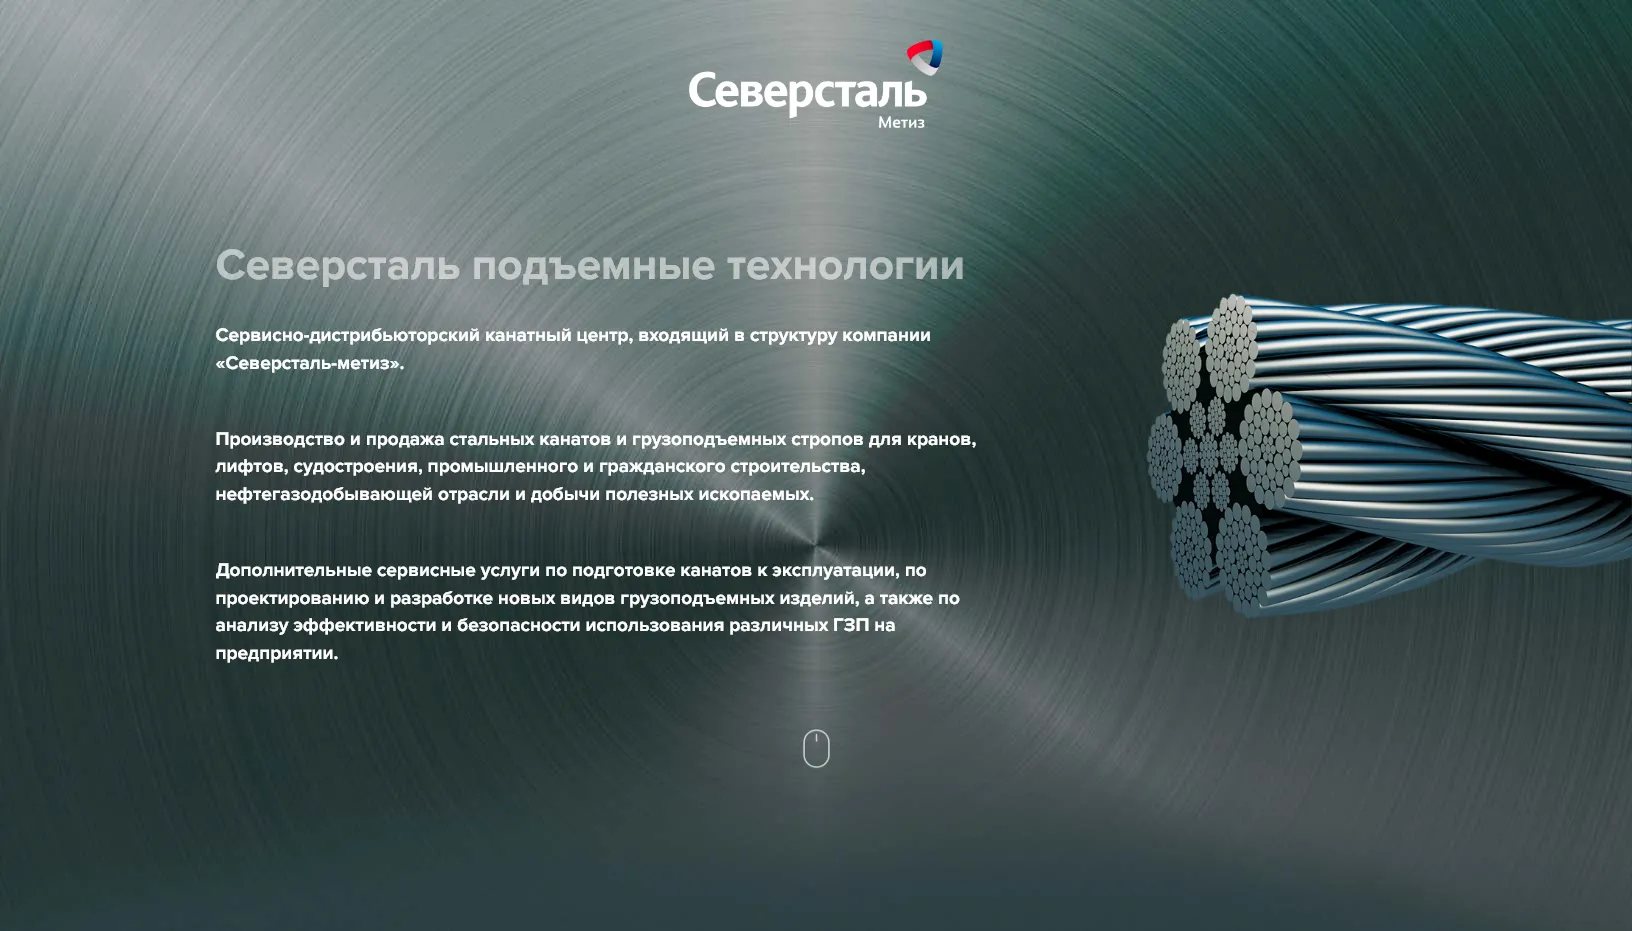 Северсталь
Метиз
Северсталь подъемные технологии
Сервисно-дистрибьюторский канатный центр, входящий в структуру компании
«Северсталь-метиз».
Производство и продажа стальных канатов и грузоподъемных стропов для кранов,
лифтов, судостроения, промышленного и гражданского строительства,
нефтегазодобывающей отрасли и добычи полезных ископаемых.
Дополнительные сервисные услуги по подготовке канатов к эксплуатации, по
проектированию и разработке новых видов грузоподъемных изделий, а также по
анализу эффективности и безопасности использования различных ГЗП на
предприятии.